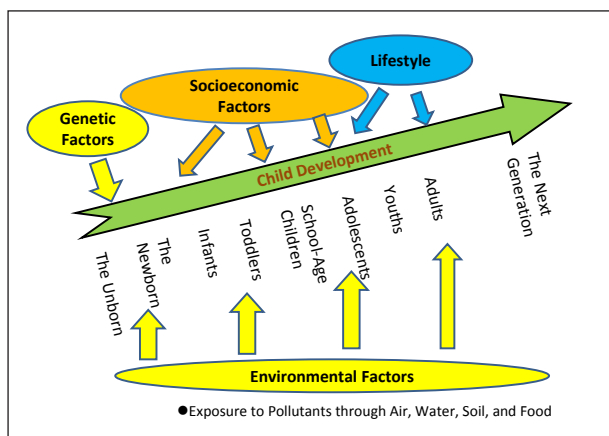 Lifestyle
Socioeconomic
Factors
Genetic
Factors
Child Development
The Unborn
The
Newborn
Infants
Toddlers
School-Age
Children
Adolescents
Youths
Adults
The Next
Generation
Environmental Factors
●Exposure to Pollutants through Air, Water, Soil, and Food